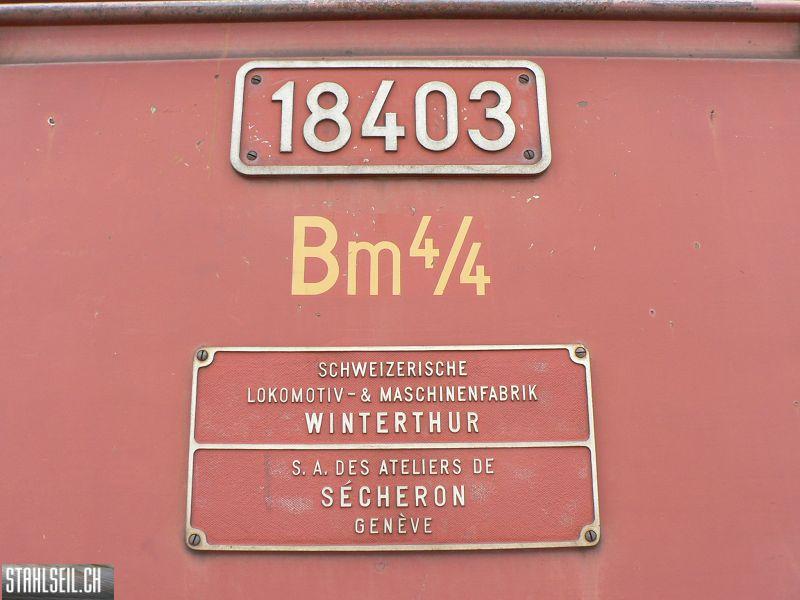 18403
Bm 4/4
SCHWEIZERISCHE
LOKOMOTIV- & MASCHINENFABRIK
WINTERTHUR
S. A. DES ATELIERS DE
SÉCHERON
GENÈVE
STAHLSEIL.CH